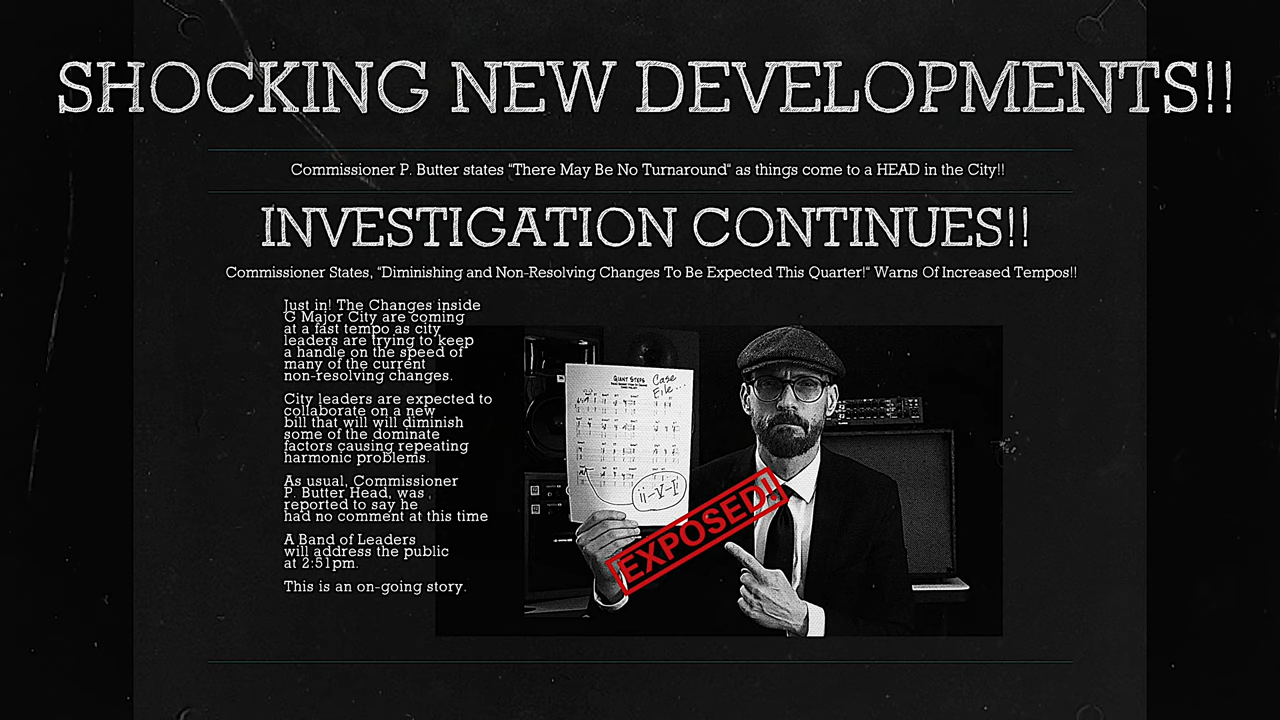 SHOCKING NEW DEVELOPMENTS!!
Commissioner P. Butter states "There May Be No Turnaround" as things come to a HEAD in the City!!
INVESTIGATION CONTINUES!!
Commissioner States, "Diminishing and Non-Resolving Changes To Be Expected This Quarter!" Warns Of Increased Tempos!!
Just in! The Changes inside
G Major City are coming
at a fast tempo as city
leaders are trying to keep
a handle on the speed of
many of the current
non-resolving changes.
City leaders are expected to
collaborate on a new
bill that will will diminish
some of the dominate
factors causing repeating
harmonic problems.
As usual, Commissioner
P. Butter Head, was
reported to say he
had no comment at this time
A Band of Leaders
will address the public
at 2:51pm.
This is an on-going story.
GIANT STEPS
Case
File...
ii-V-I
EXPOSED!